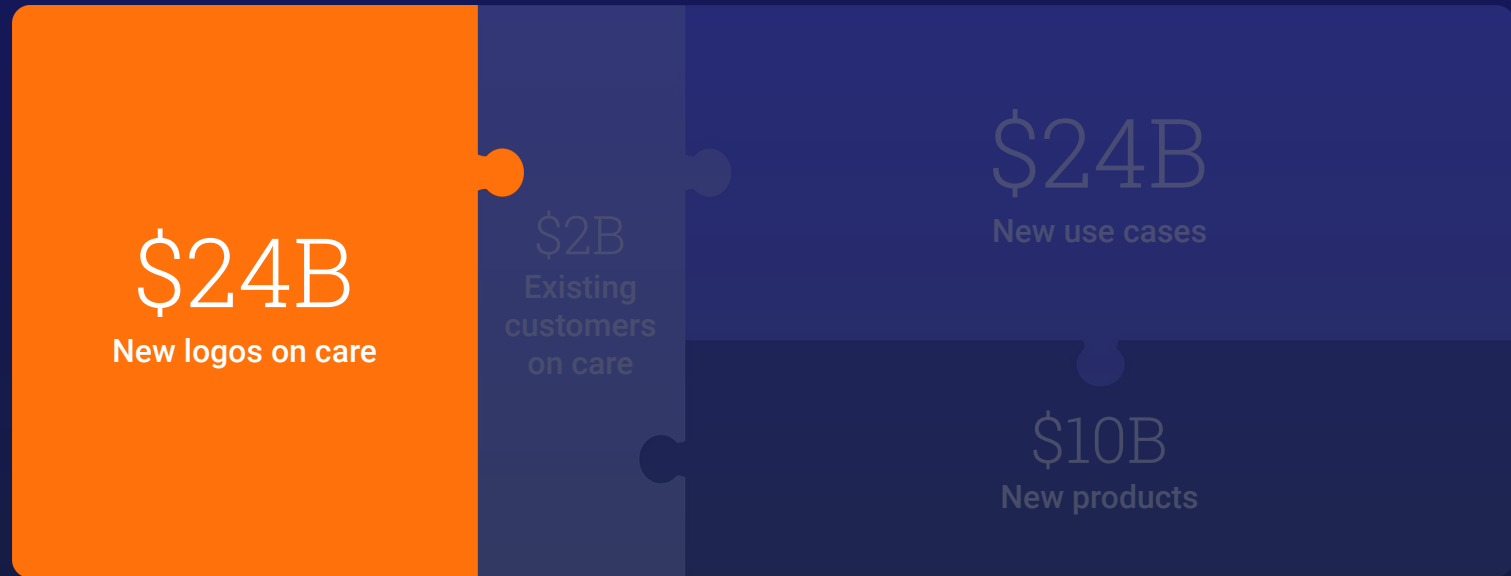 $24B
New logos on care
$2B
Existing
customers
on care
$24B
New use cases
$10B
New products